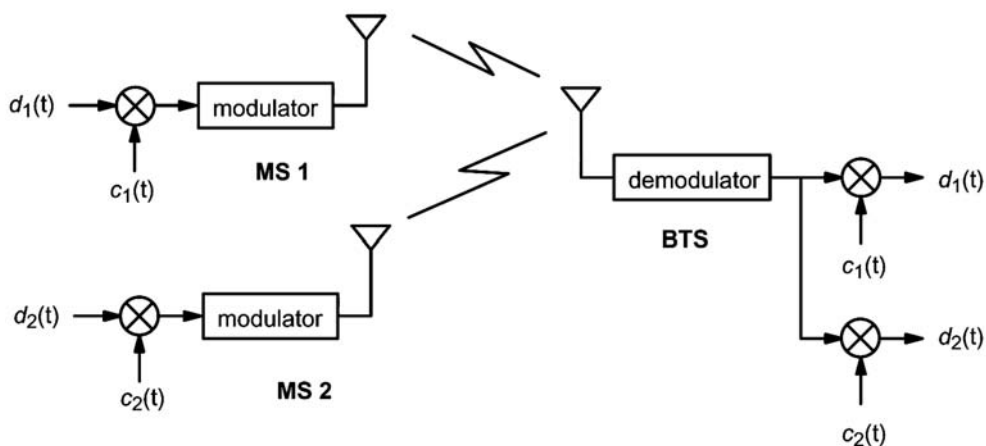 d1(t)
modulator
MS 1
c1(t)
d2(t)
modulator
MS 2
c2(t)
demodulator
BTS
d1(t)
c1(t)
d2(t)
c2(t)